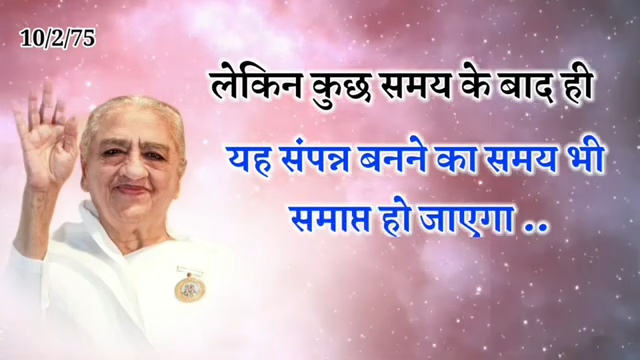 10/2/75
लेकिन कुछ समय के बाद ही
यह संपन्न बनने का समय भी
समाप्त हो जाएगा ..